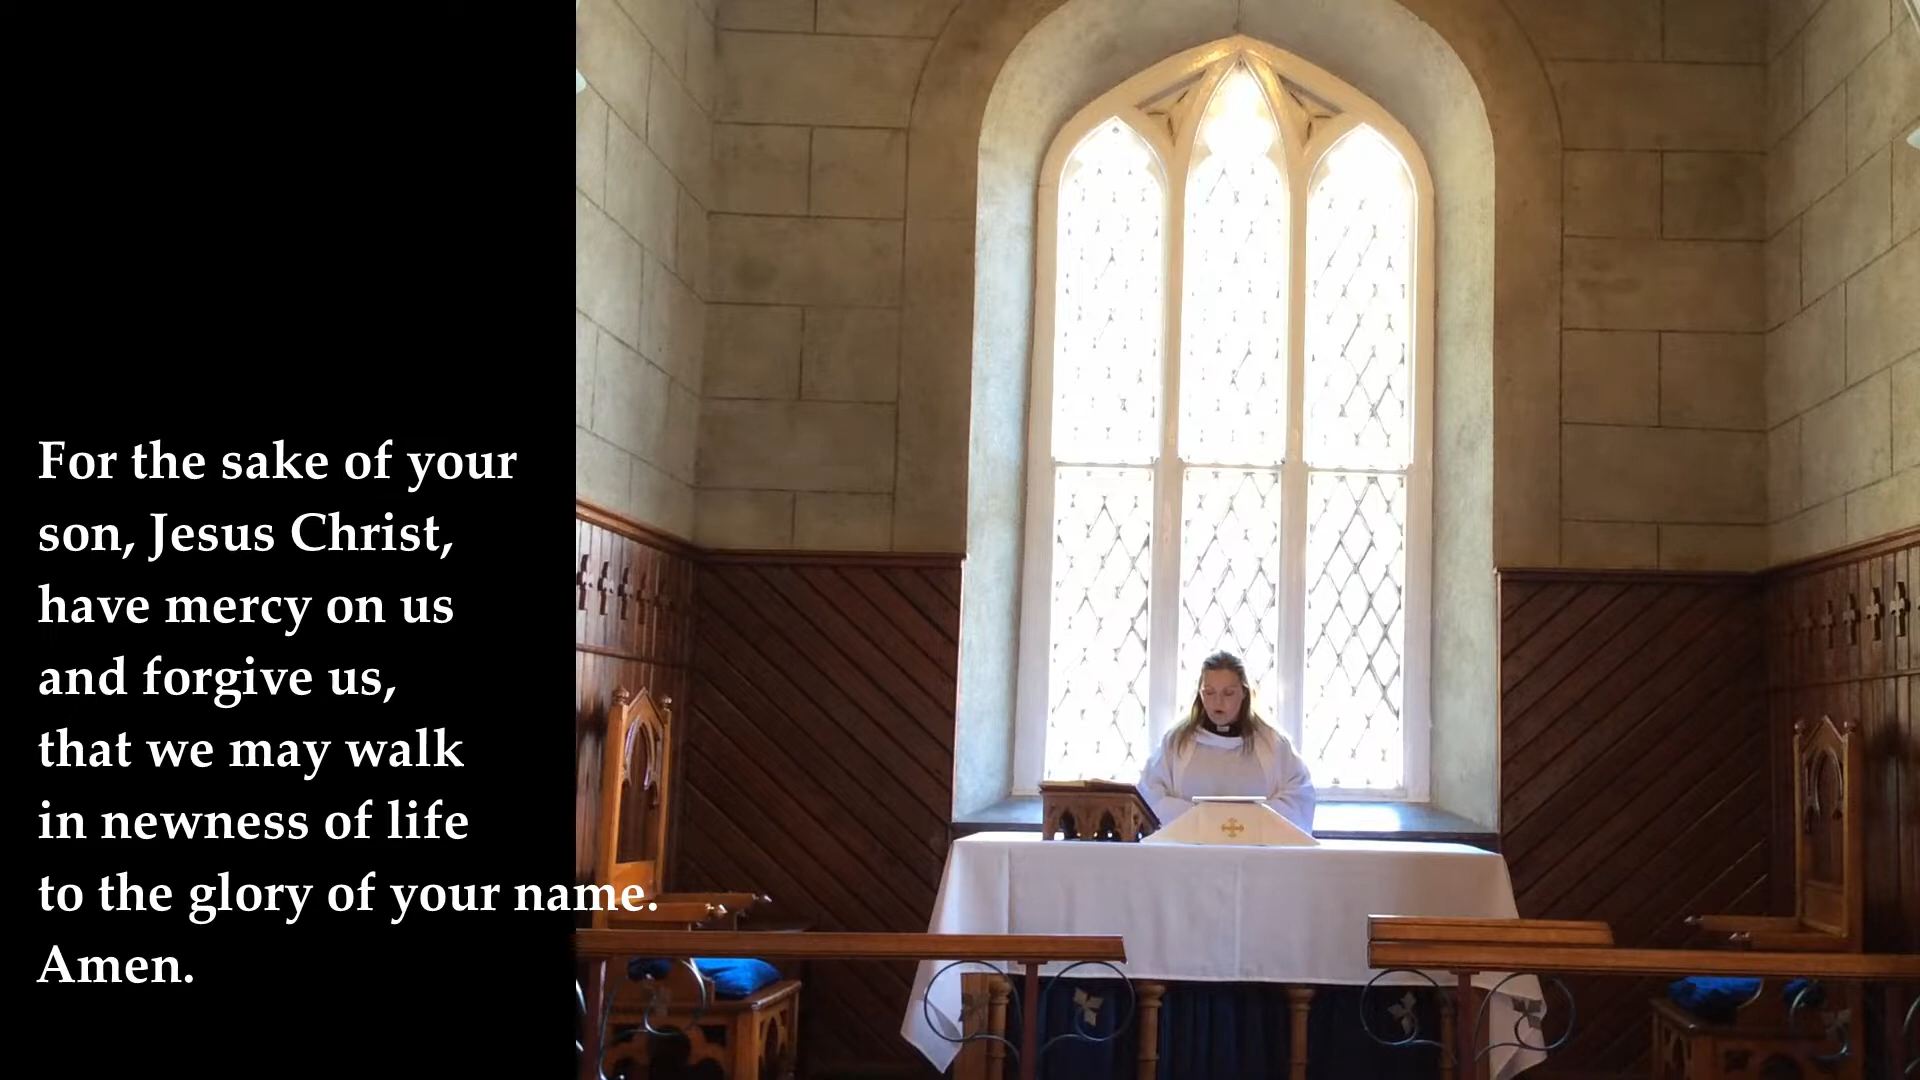 For the sake of your
son, Jesus Christ,
have mercy on us
and forgive us,
that we may walk
in newness of life
to the glory of your name.
Amen.